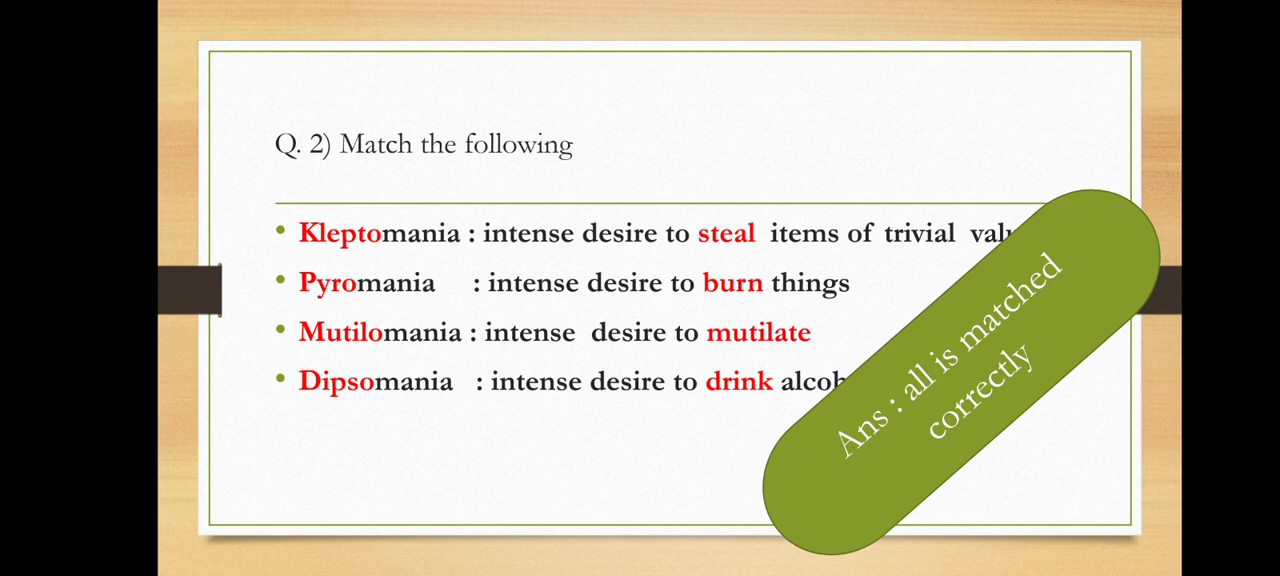 Q. 2) Match the following
• Kleptomania : intense desire to steal items of trivial
• Pyromania : intense desire to burn things
• Mutilomania : intense desire to mutilate
• Dipsomania : intense desire to drink
Ans : all is matched
correctly